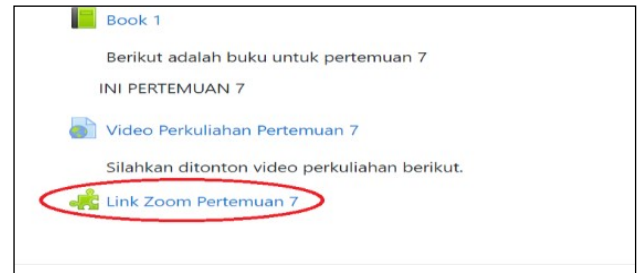 Book 1
Berikut adalah buku untuk pertemuan 7
INI PERTEMUAN 7
Video Perkuliahan Pertemuan 7
Silahkan ditonton video perkuliahan berikut.
Link Zoom Pertemuan 7